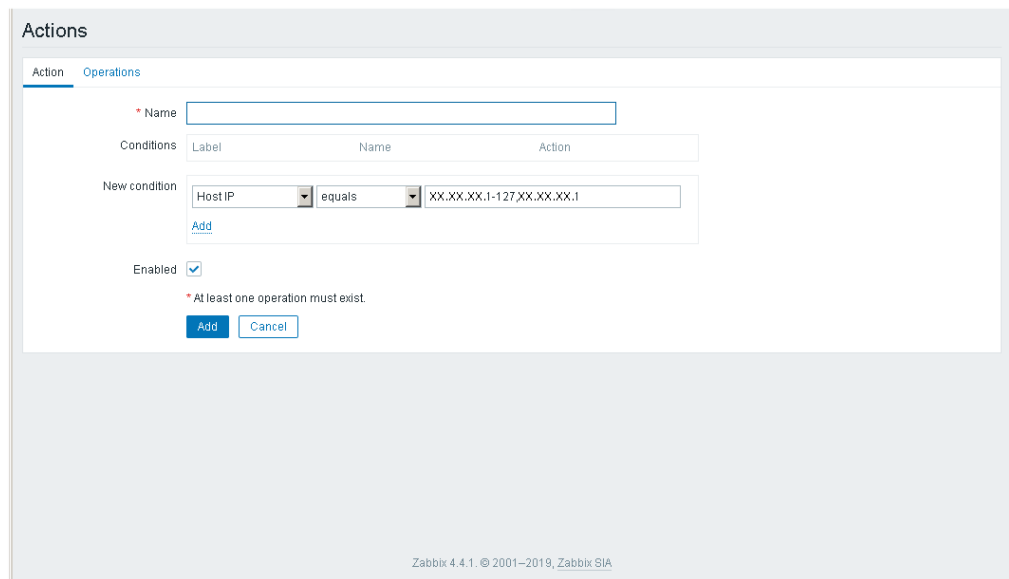 Actions
Action Operations
* Name
Conditions Label Name Action
New condition Host IP equals XX.XX.XX.1-127,XX.XX.XX.1
Add
Enabled
* At least one operation must exist.
Add Cancel
Zabbix 4.4.1. © 2001–2019, Zabbix SIA